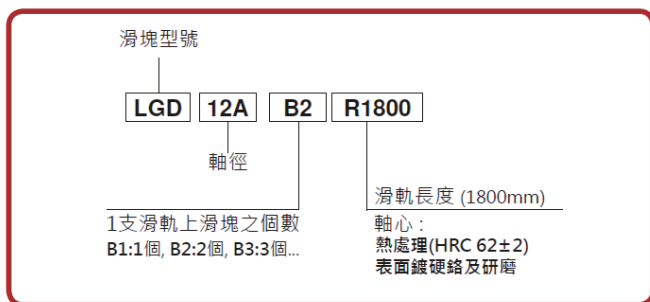 滑塊型號
LGD 12A B2 R1800
軸徑
滑軌長度 (1800mm)
1支滑軌上滑塊之個數
B1:1個, B2:2個, B3:3個...
軸心 :
熱處理(HRC 62±2)
表面鍍硬鉻及研磨